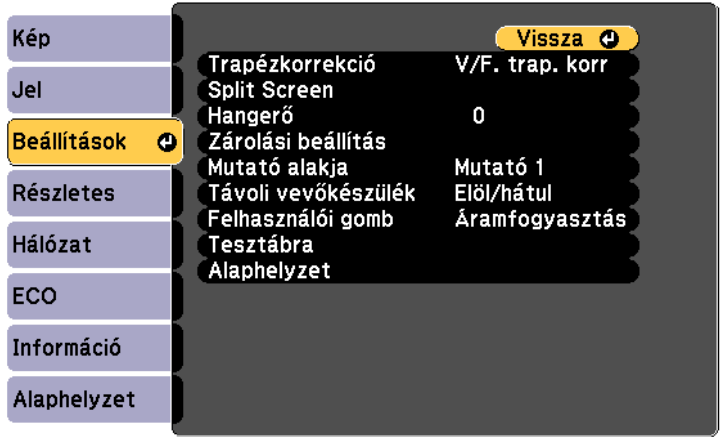 Kép
Jel
Beállítások
Részletes
Hálózat
ECO
Információ
Alaphelyzet
Vissza
Trapézkorrekció V/F. trap. korr
Split Screen
Hangerő 0
Zárolási beállítás
Mutató alakja Mutató 1
Távoli vevőkészülék Elöl/hátul
Felhasználói gomb Áramfogyasztás
Tesztábra
Alaphelyzet